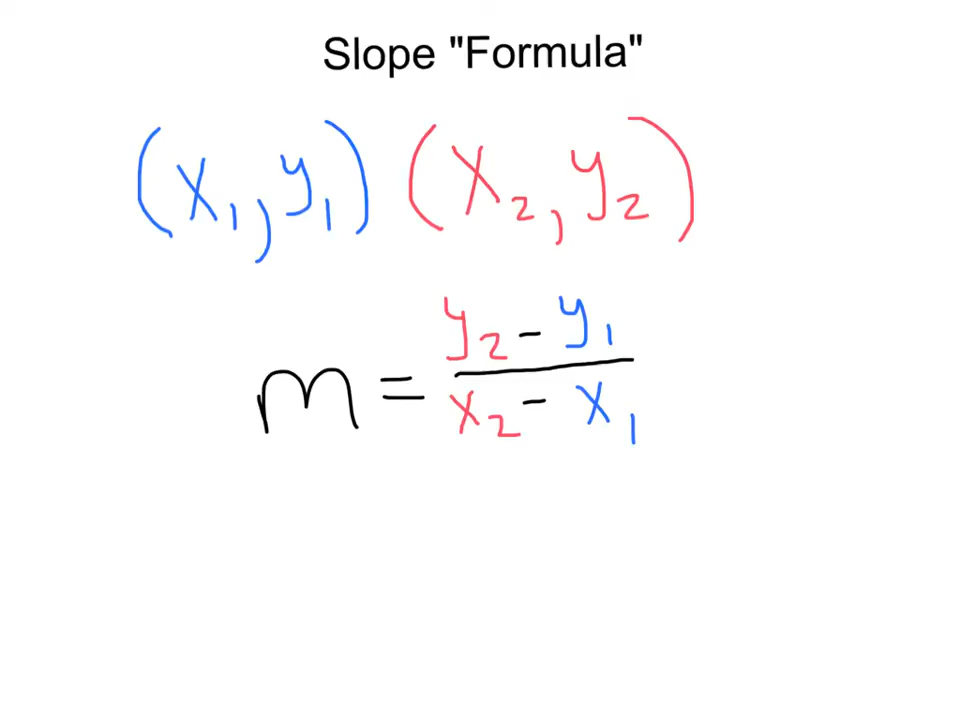 Slope "Formula"
(x₁, y₁) (x₂, y₂)
m = (y₂ - y₁)/(x₂ - x₁)